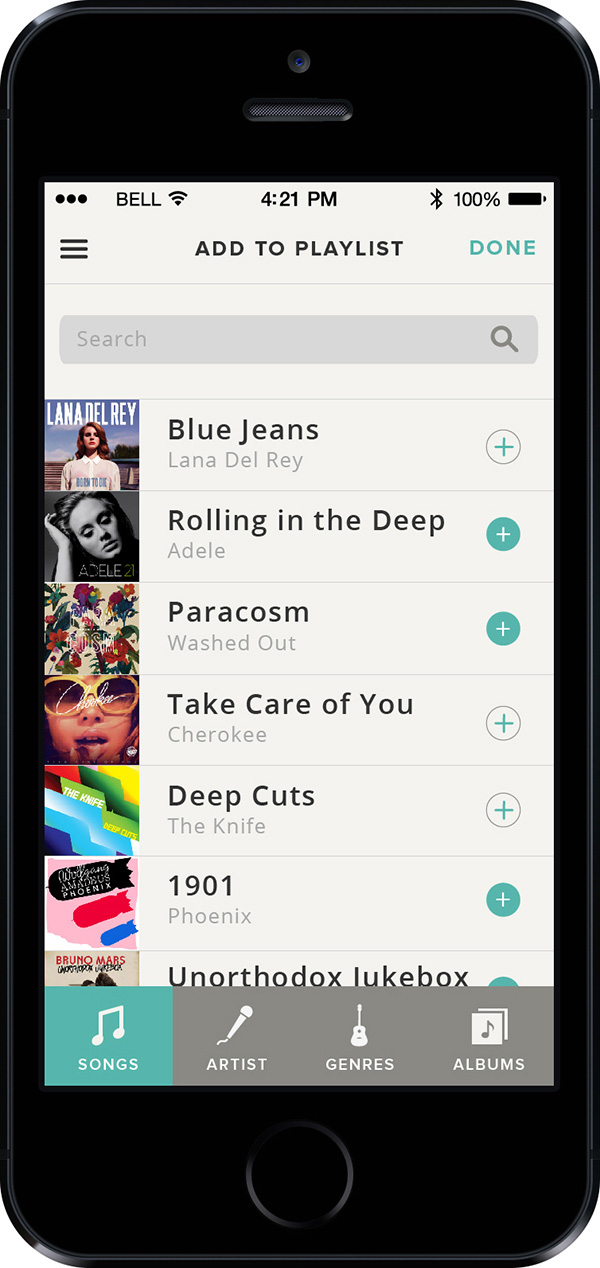 BELL 4:21 PM 100%
ADD TO PLAYLIST DONE
Search
LANA DEL REY
BORN TO DIE
Blue Jeans
Lana Del Rey
ADELE 21
Rolling in the Deep
Adele
Paracosm
Washed Out
Cherokee
Take Care of You
Cherokee
THE KNIFE
DEEP CUTS
Deep Cuts
The Knife
Wolfgang
AMADEUS
PHOENIX
1901
Phoenix
BRUNO MARS
UNORTHODOX JUKEBOX
Unorthodox Jukebox
SONGS ARTIST GENRES ALBUMS